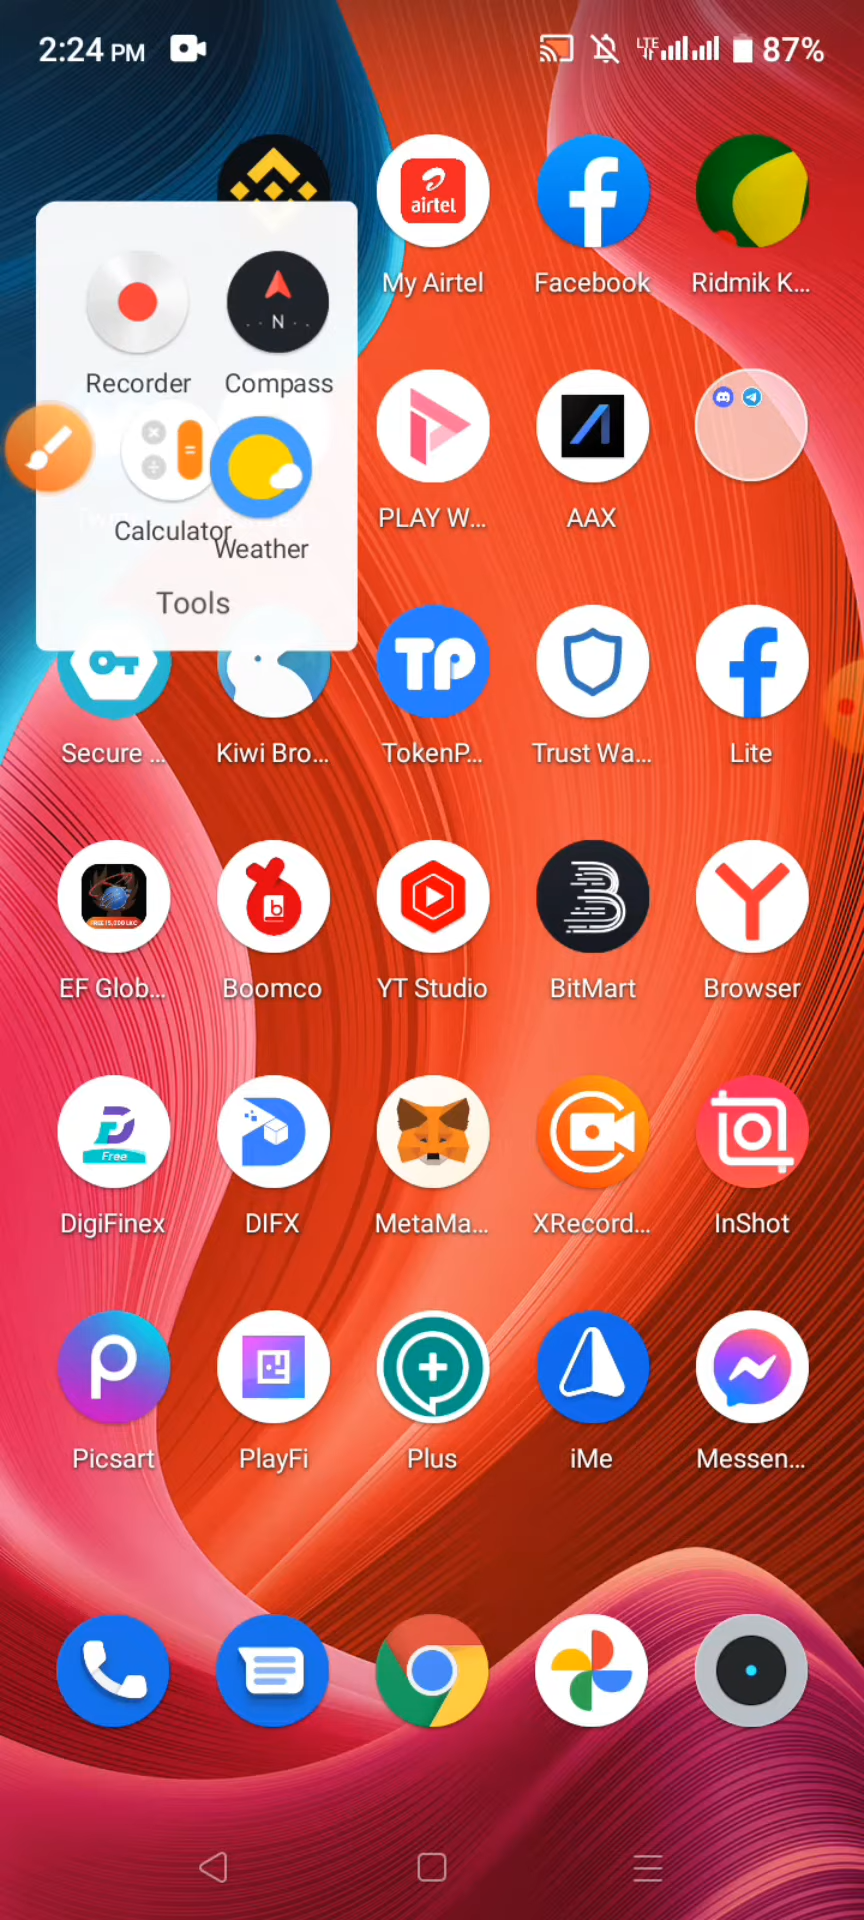 2:24 PM
LTE
87%
airtel
My Airtel
Facebook
Ridmik K...
Recorder
N
Compass
Calculator
Weather
Tools
PLAY W...
AAX
TP
Secure ...
Kiwi Bro...
TokenP...
Trust Wa...
Lite
EF Glob...
Boomco
YT Studio
BitMart
Browser
Free
DigiFinex
DIFX
MetaMa...
XRecord...
InShot
Picsart
PlayFi
Plus
iMe
Messen...